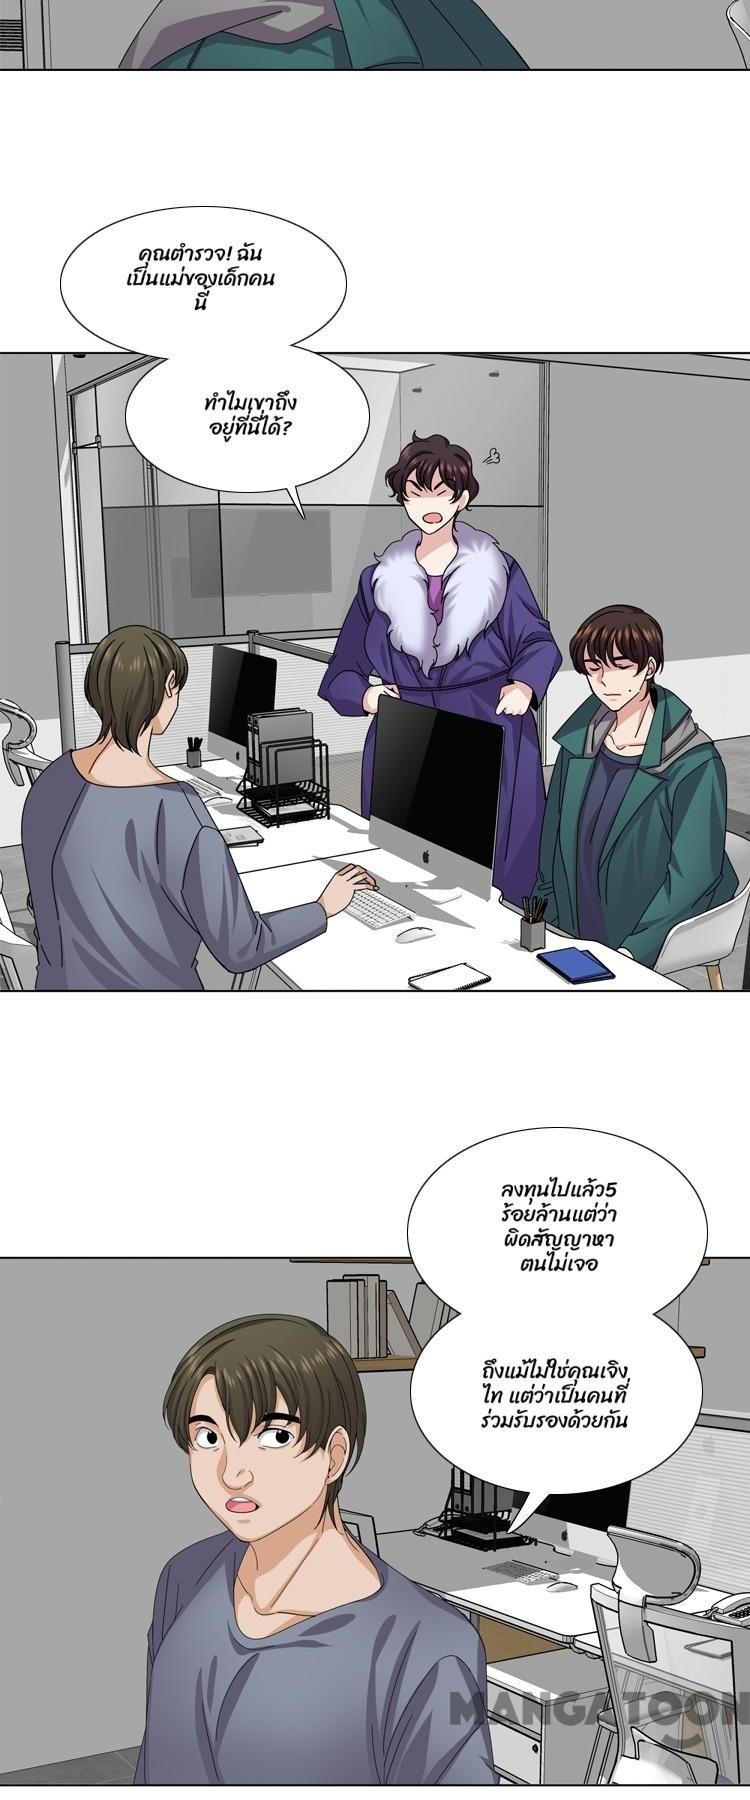 คุณตำรวจ! ฉัน
เป็นแม่ของเด็กคน
นี้
ทำไมเขาถึง
อยู่ที่นี่ได้?
ลงทุนไปแล้ว5
ร้อยล้านแต่ว่า
ผิดสัญญาหา
ตนไม่เจอ
ถึงแม้ไม่ใช่คุณเจิง
ไท แต่ว่าเป็นคนที่
ร่วมรับรองด้วยกัน
MANGATOON